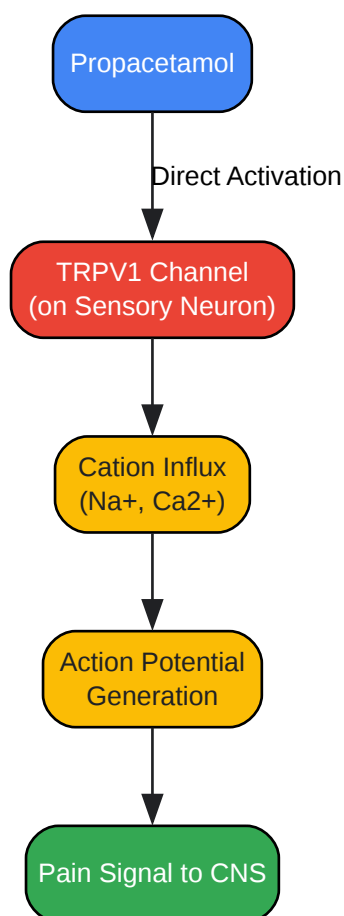 Propacetamol
Direct Activation
TRPV1 Channel
(on Sensory Neuron)
Cation Influx
(Na+, Ca2+)
Action Potential
Generation
Pain Signal to CNS